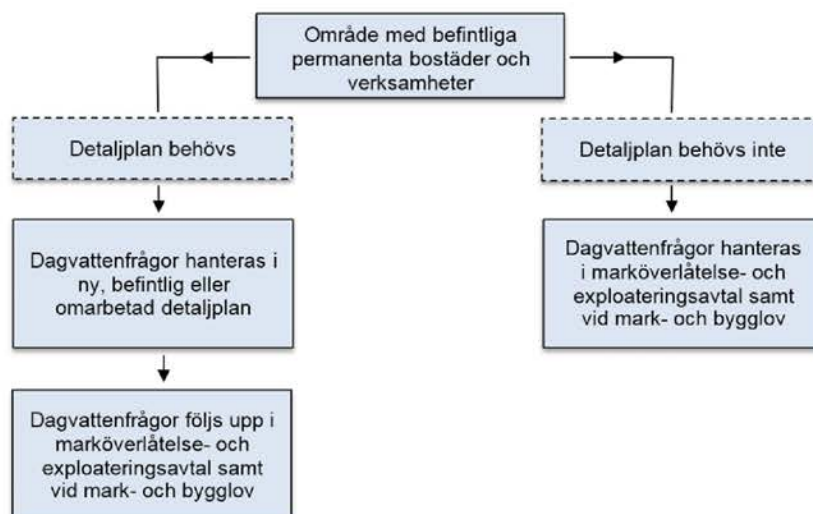 Område med befintliga
permanenta bostäder och
verksamheter
Detaljplan behövs
Detaljplan behövs inte
Dagvattenfrågor hanteras i
ny, befintlig eller
omarbetad detaljplan
Dagvattenfrågor hanteras
i marköverlåtelse- och
exploateringsavtal samt
vid mark- och bygglov
Dagvattenfrågor följs upp i
marköverlåtelse- och
exploateringsavtal samt
vid mark- och bygglov